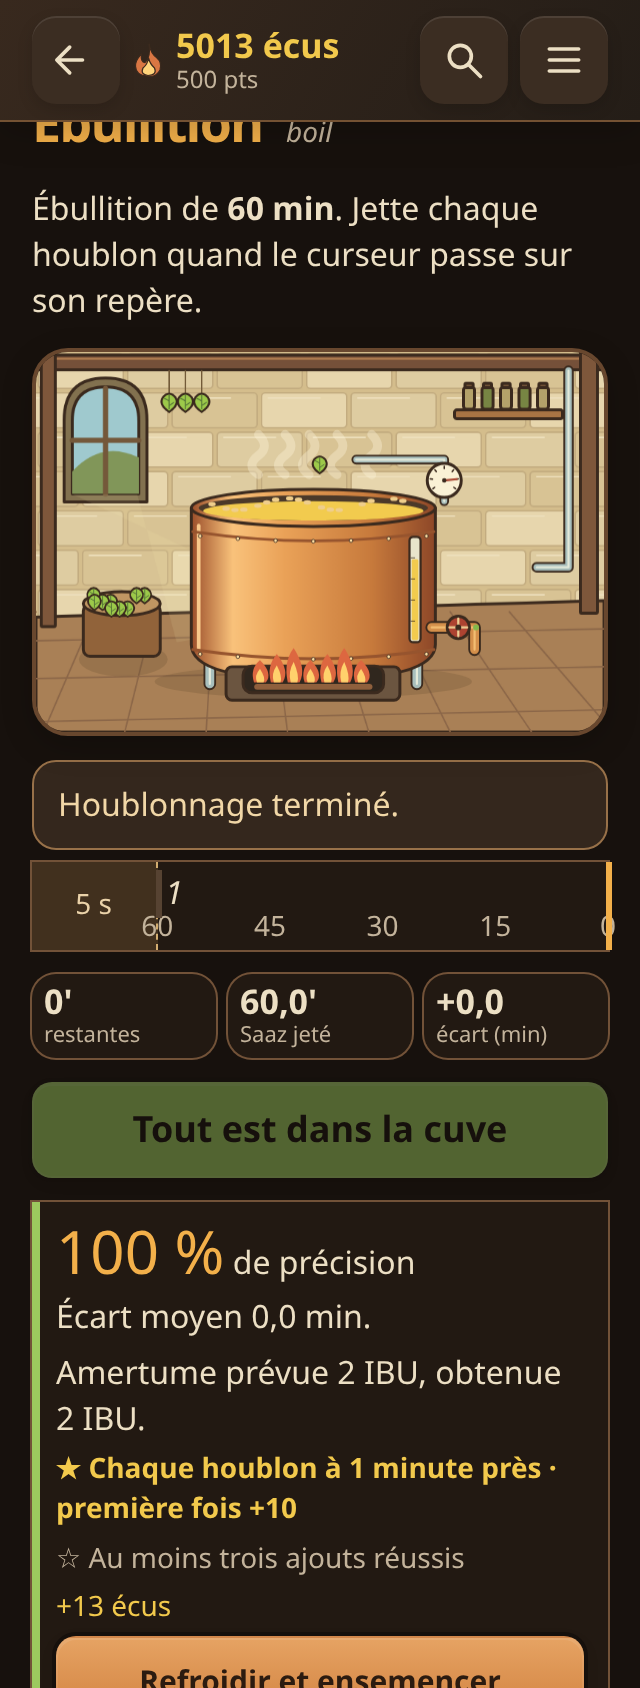 5013 écus
500 pts
Ébullition boil
Ébullition de 60 min. Jette chaque
houblon quand le curseur passe sur
son repère.
Houblonnage terminé.
5 s
1
60 45 30 15 0
0' 60,0' +0,0
restantes Saaz jeté écart (min)
Tout est dans la cuve
100 % de précision
Écart moyen 0,0 min.
Amertume prévue 2 IBU, obtenue
2 IBU.
★ Chaque houblon à 1 minute près ·
première fois +10
☆ Au moins trois ajouts réussis
+13 écus
Refroidir et ensemencer